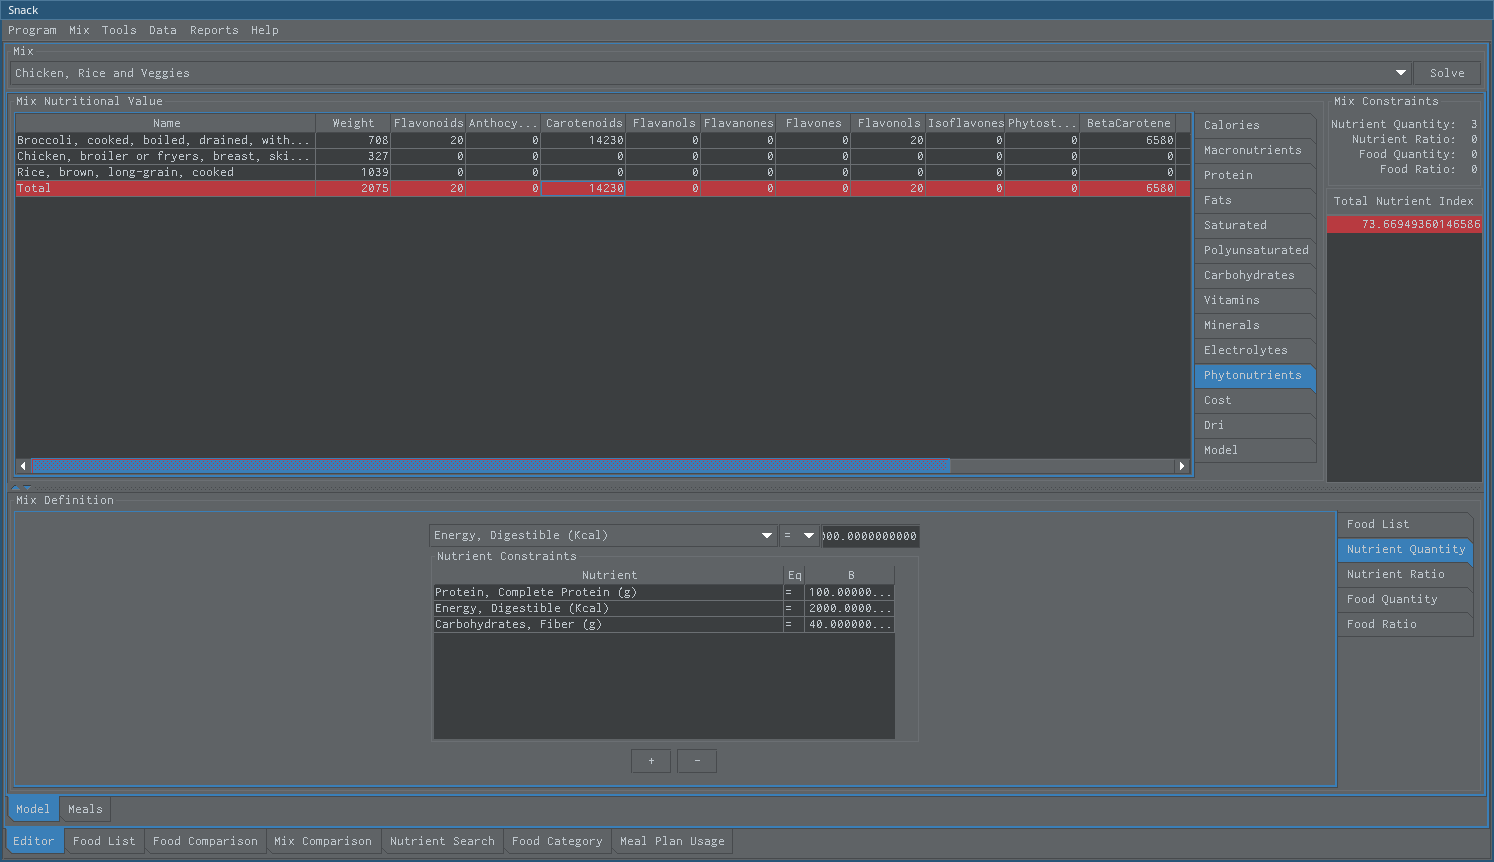 Snack
Program Mix Tools Data Reports Help
Mix
Chicken, Rice and Veggies Solve
Mix Nutritional Value
Name Weight Flavonoids Anthocy... Carotenoids Flavanols Flavanones Flavones Flavonols Isoflavones Phytost... BetaCarotene
Broccoli, cooked, boiled, drained, with... 708 20 0 14230 0 0 0 20 0 0 6580
Chicken, broiler or fryers, breast, ski... 327 0 0 0 0 0 0 0 0 0 0
Rice, brown, long-grain, cooked 1039 0 0 0 0 0 0 0 0 0 0
Total 2075 20 0 14230 0 0 0 20 0 0 6580
Calories
Macronutrients
Protein
Fats
Saturated
Polyunsaturated
Carbohydrates
Vitamins
Minerals
Electrolytes
Phytonutrients
Cost
Dri
Model
Mix Constraints
Nutrient Quantity: 3
Nutrient Ratio: 0
Food Quantity: 0
Food Ratio: 0
Total Nutrient Index
73.66949360146586
Mix Definition
Energy, Digestible (Kcal) = 00.0000000000
Nutrient Constraints
Nutrient Eq B
Protein, Complete Protein (g) = 100.00000...
Energy, Digestible (Kcal) = 2000.0000...
Carbohydrates, Fiber (g) = 40.000000...
+ -
Food List
Nutrient Quantity
Nutrient Ratio
Food Quantity
Food Ratio
Model Meals
Editor Food List Food Comparison Mix Comparison Nutrient Search Food Category Meal Plan Usage